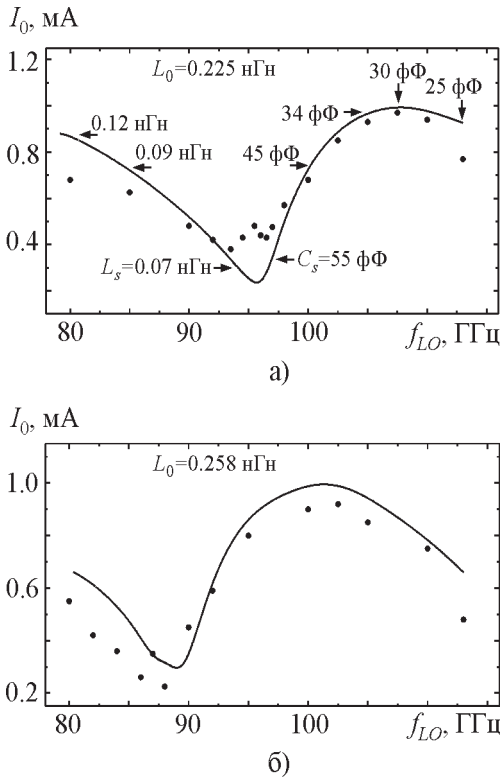 I₀, мА
1.2
L₀=0.225 нГн
30 фФ
25 фФ
34 фФ
0.12 нГн
0.09 нГн
45 фФ
0.8
0.4
Lₛ=0.07 нГн
Cₛ=55 фФ
80
90
100
f_LO, ГГц
а)
I₀, мА
L₀=0.258 нГн
1.0
0.6
0.2
80
90
100
f_LO, ГГц
б)